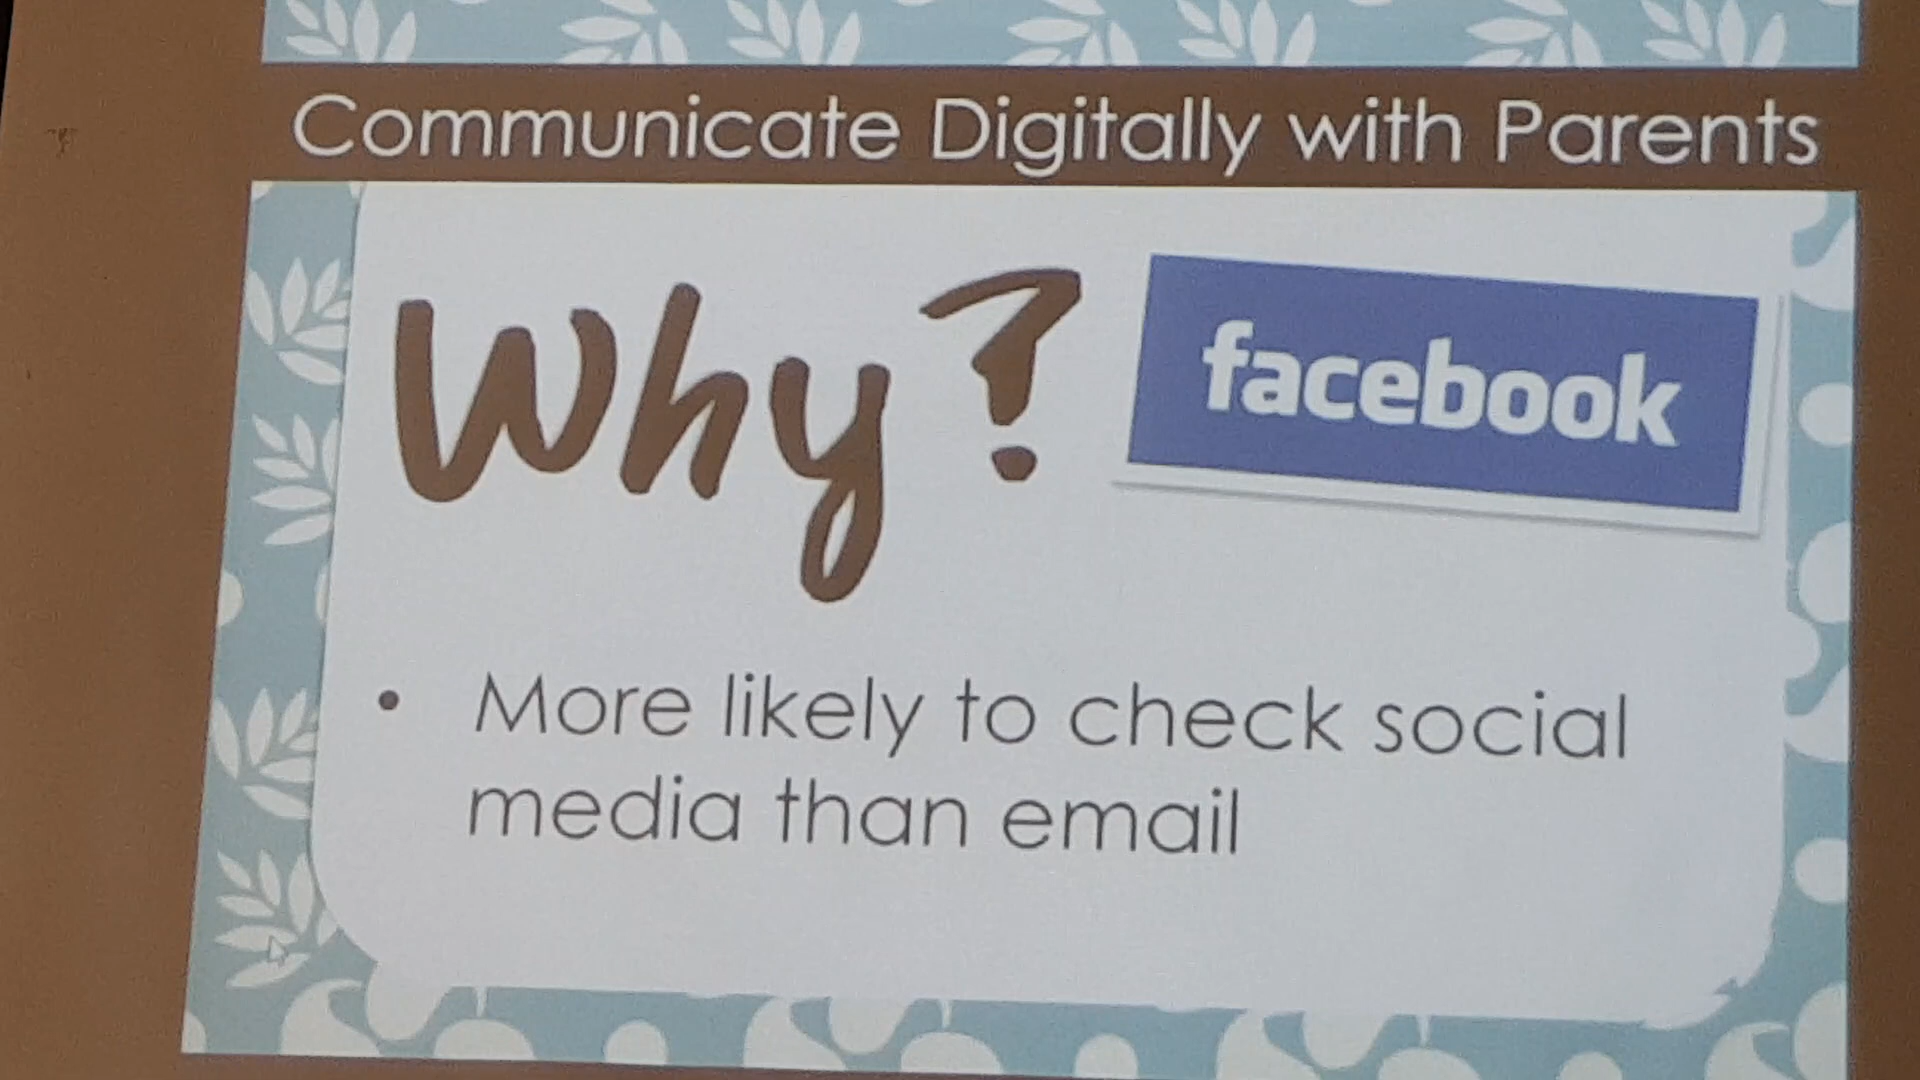 Communicate Digitally with Parents
Why?
facebook
• More likely to check social
media than email